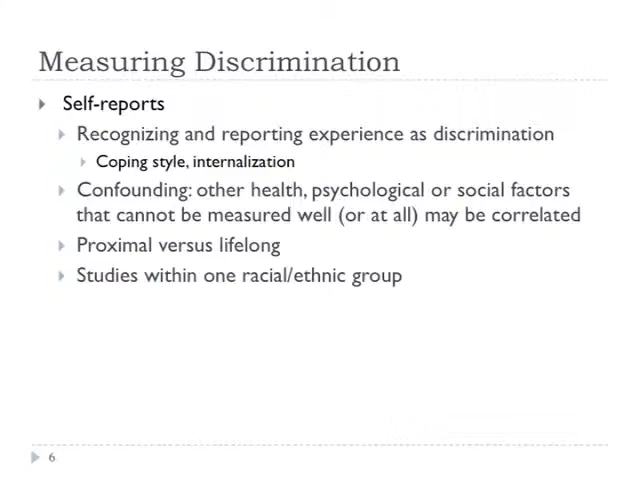 Measuring Discrimination
Self-reports
Recognizing and reporting experience as discrimination
Coping style, internalization
Confounding: other health, psychological or social factors
that cannot be measured well (or at all) may be correlated
Proximal versus lifelong
Studies within one racial/ethnic group
6